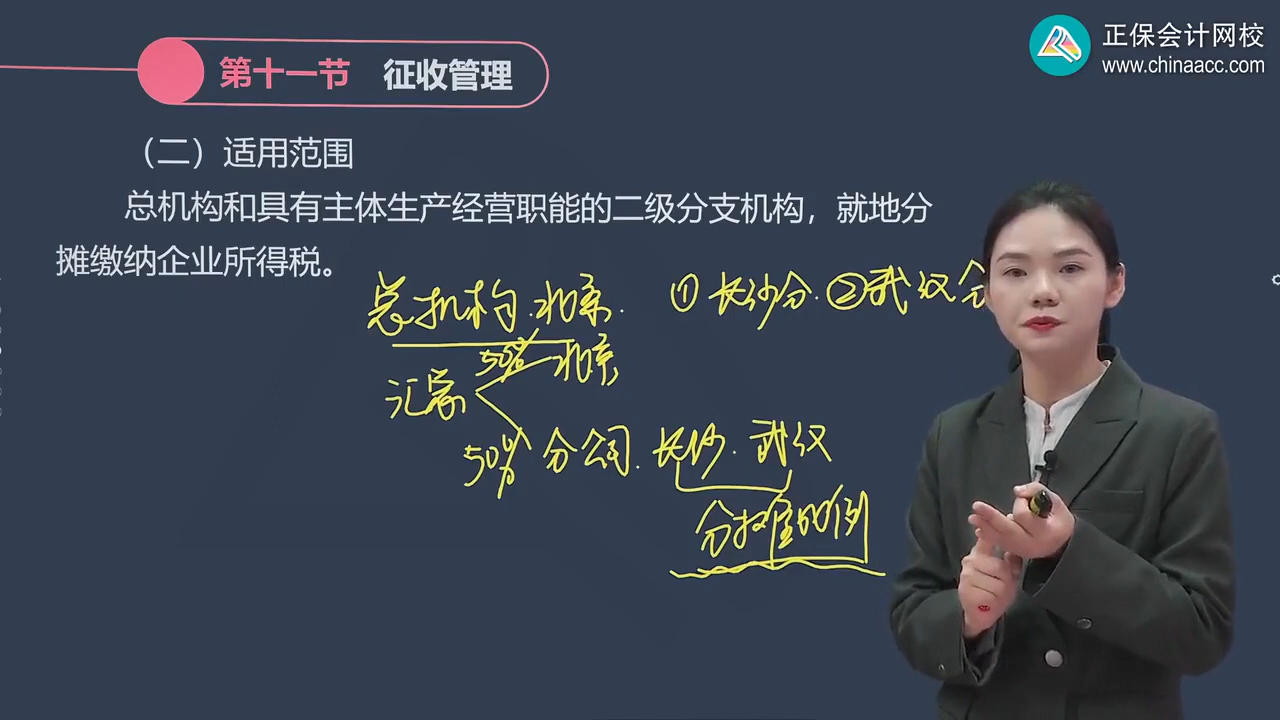 正保会计网校
www.chinaacc.com
第十一节 征收管理
（二）适用范围
总机构和具有主体生产经营职能的二级分支机构，就地分
摊缴纳企业所得税。
总机构.北京. ①长沙分.②武汉分
50% 北京
汇总
50% 分公司.长沙.武汉
分摊比例